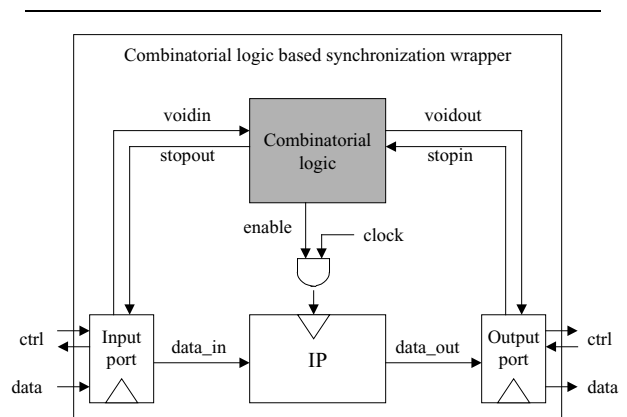 Combinatorial logic based synchronization wrapper
voidin
voidout
stopout
stopin
Combinatorial
logic
enable
clock
ctrl
data
Input
port
data_in
IP
data_out
Output
port
ctrl
data